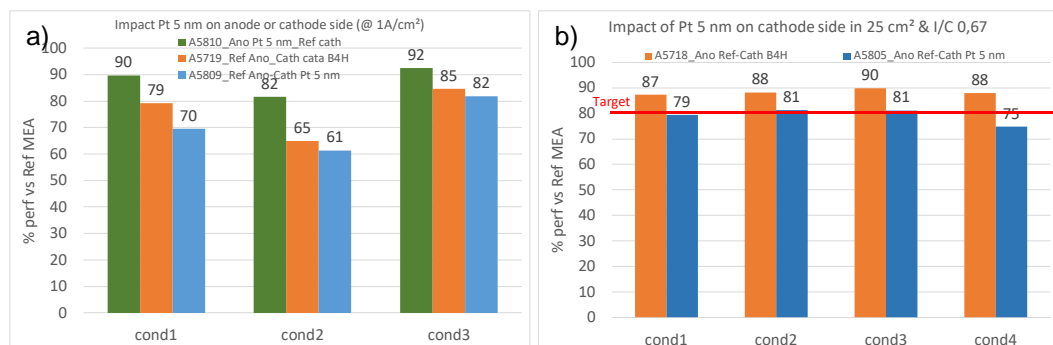 a)
Impact Pt 5 nm on anode or cathode side (@ 1A/cm²)
A5810_Ano Pt 5 nm_Ref cath
A5719_Ref Ano_Cath cata B4H
A5809_Ref Ano-Cath Pt 5 nm
% perf vs Ref MEA
100
90
80
70
60
50
40
30
20
10
0
90
79
70
82
65
61
92
85
82
cond1
cond2
cond3
b)
Impact of Pt 5 nm on cathode side in 25 cm² & I/C 0,67
A5718_Ano Ref-Cath B4H
A5805_Ano Ref-Cath Pt 5 nm
% perf vs Ref MEA
100
90
80
70
60
50
40
30
20
10
0
Target
87
79
88
81
90
81
88
75
cond1
cond2
cond3
cond4